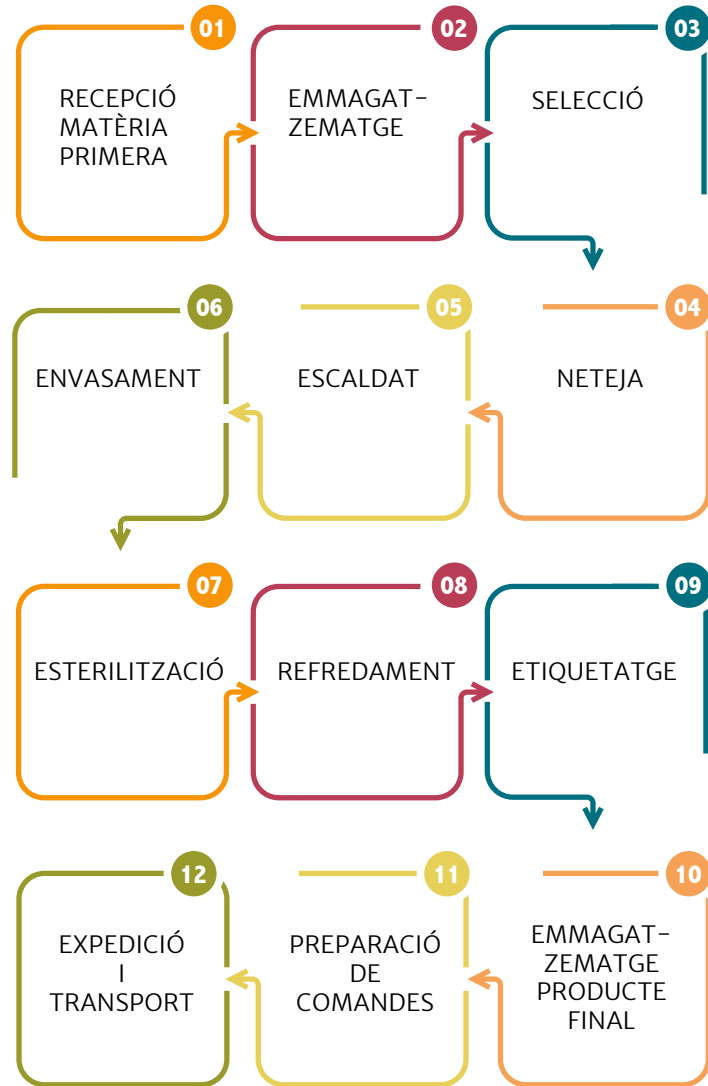 01
RECEPCIÓ
MATÈRIA
PRIMERA
02
EMMAGAT-
ZEMATGE
03
SELECCIÓ
04
NETEJA
05
ESCALDAT
06
ENVASAMENT
07
ESTERILITZACIÓ
08
REFREDAMENT
09
ETIQUETATGE
10
EMMAGAT-
ZEMATGE
PRODUCTE
FINAL
11
PREPARACIÓ
DE
COMANDES
12
EXPEDICIÓ
I
TRANSPORT